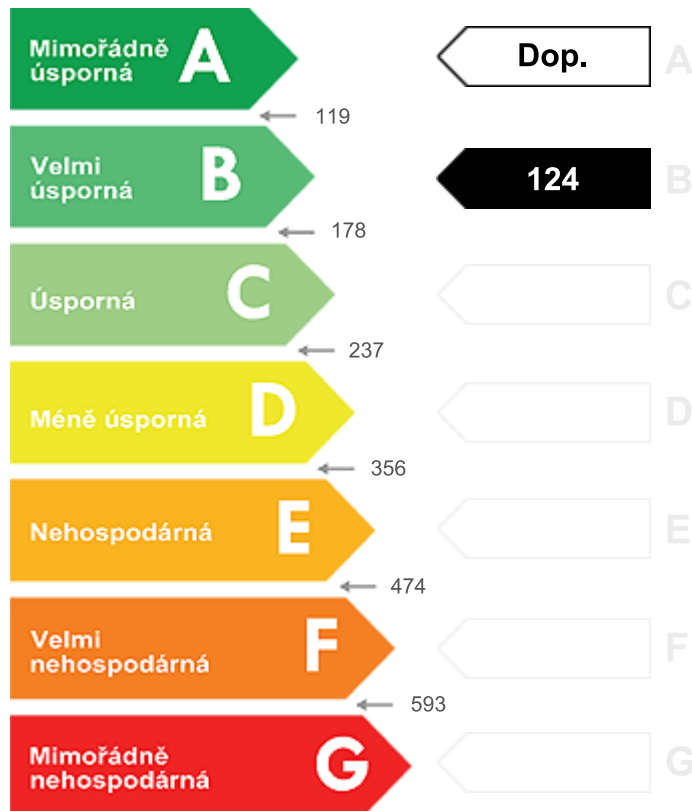 Mimořádně
úsporná
A
Dop.
A
119
Velmi
úsporná
B
124
B
178
Úsporná
C
C
237
Méně úsporná
D
D
356
Nehospodárná
E
E
474
Velmi
nehospodárná
F
F
593
Mimořádně
nehospodárná
G
G